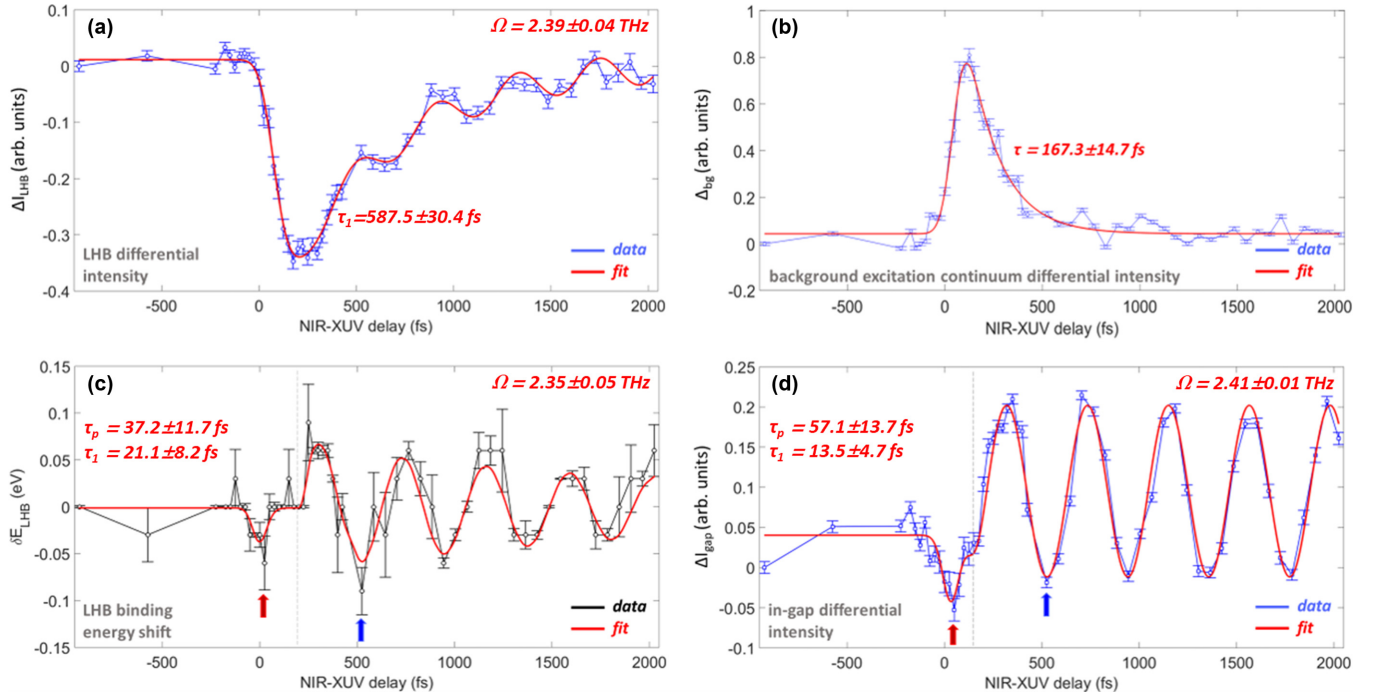 (a)
Ω = 2.39±0.04 THz
0.1
0
-0.1
-0.2
-0.3
-0.4
ΔI_LHB (arb. units)
τ₁=587.5±30.4 fs
LHB differential
intensity
data
fit
-500 0 500 1000 1500 2000
NIR-XUV delay (fs)
(b)
1
0.8
0.6
0.4
0.2
0
-0.2
Δ_bg (arb. units)
τ = 167.3±14.7 fs
data
fit
background excitation continuum differential intensity
-500 0 500 1000 1500 2000
NIR-XUV delay (fs)
(c)
Ω = 2.35±0.05 THz
0.15
0.1
0.05
0
-0.05
-0.1
-0.15
δE_LHB (eV)
τ_p = 37.2±11.7 fs
τ₁ = 21.1±8.2 fs
LHB binding
energy shift
data
fit
-500 0 500 1000 1500 2000
NIR-XUV delay (fs)
(d)
Ω = 2.41±0.01 THz
0.25
0.2
0.15
0.1
0.05
0
-0.05
-0.1
ΔI_gap (arb. units)
τ_p = 57.1±13.7 fs
τ₁ = 13.5±4.7 fs
in-gap differential
intensity
data
fit
-500 0 500 1000 1500 2000
NIR-XUV delay (fs)